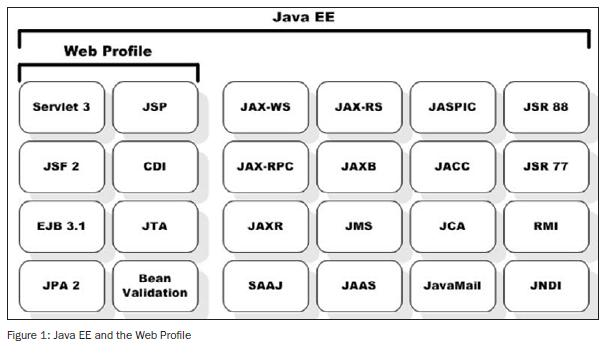 Java EE
Web Profile
Servlet 3 JSP JAX-WS JAX-RS JASPIC JSR 88
JSF 2 CDI JAX-RPC JAXB JACC JSR 77
EJB 3.1 JTA JAXR JMS JCA RMI
JPA 2 Bean Validation SAAJ JAAS JavaMail JNDI
Figure 1: Java EE and the Web Profile